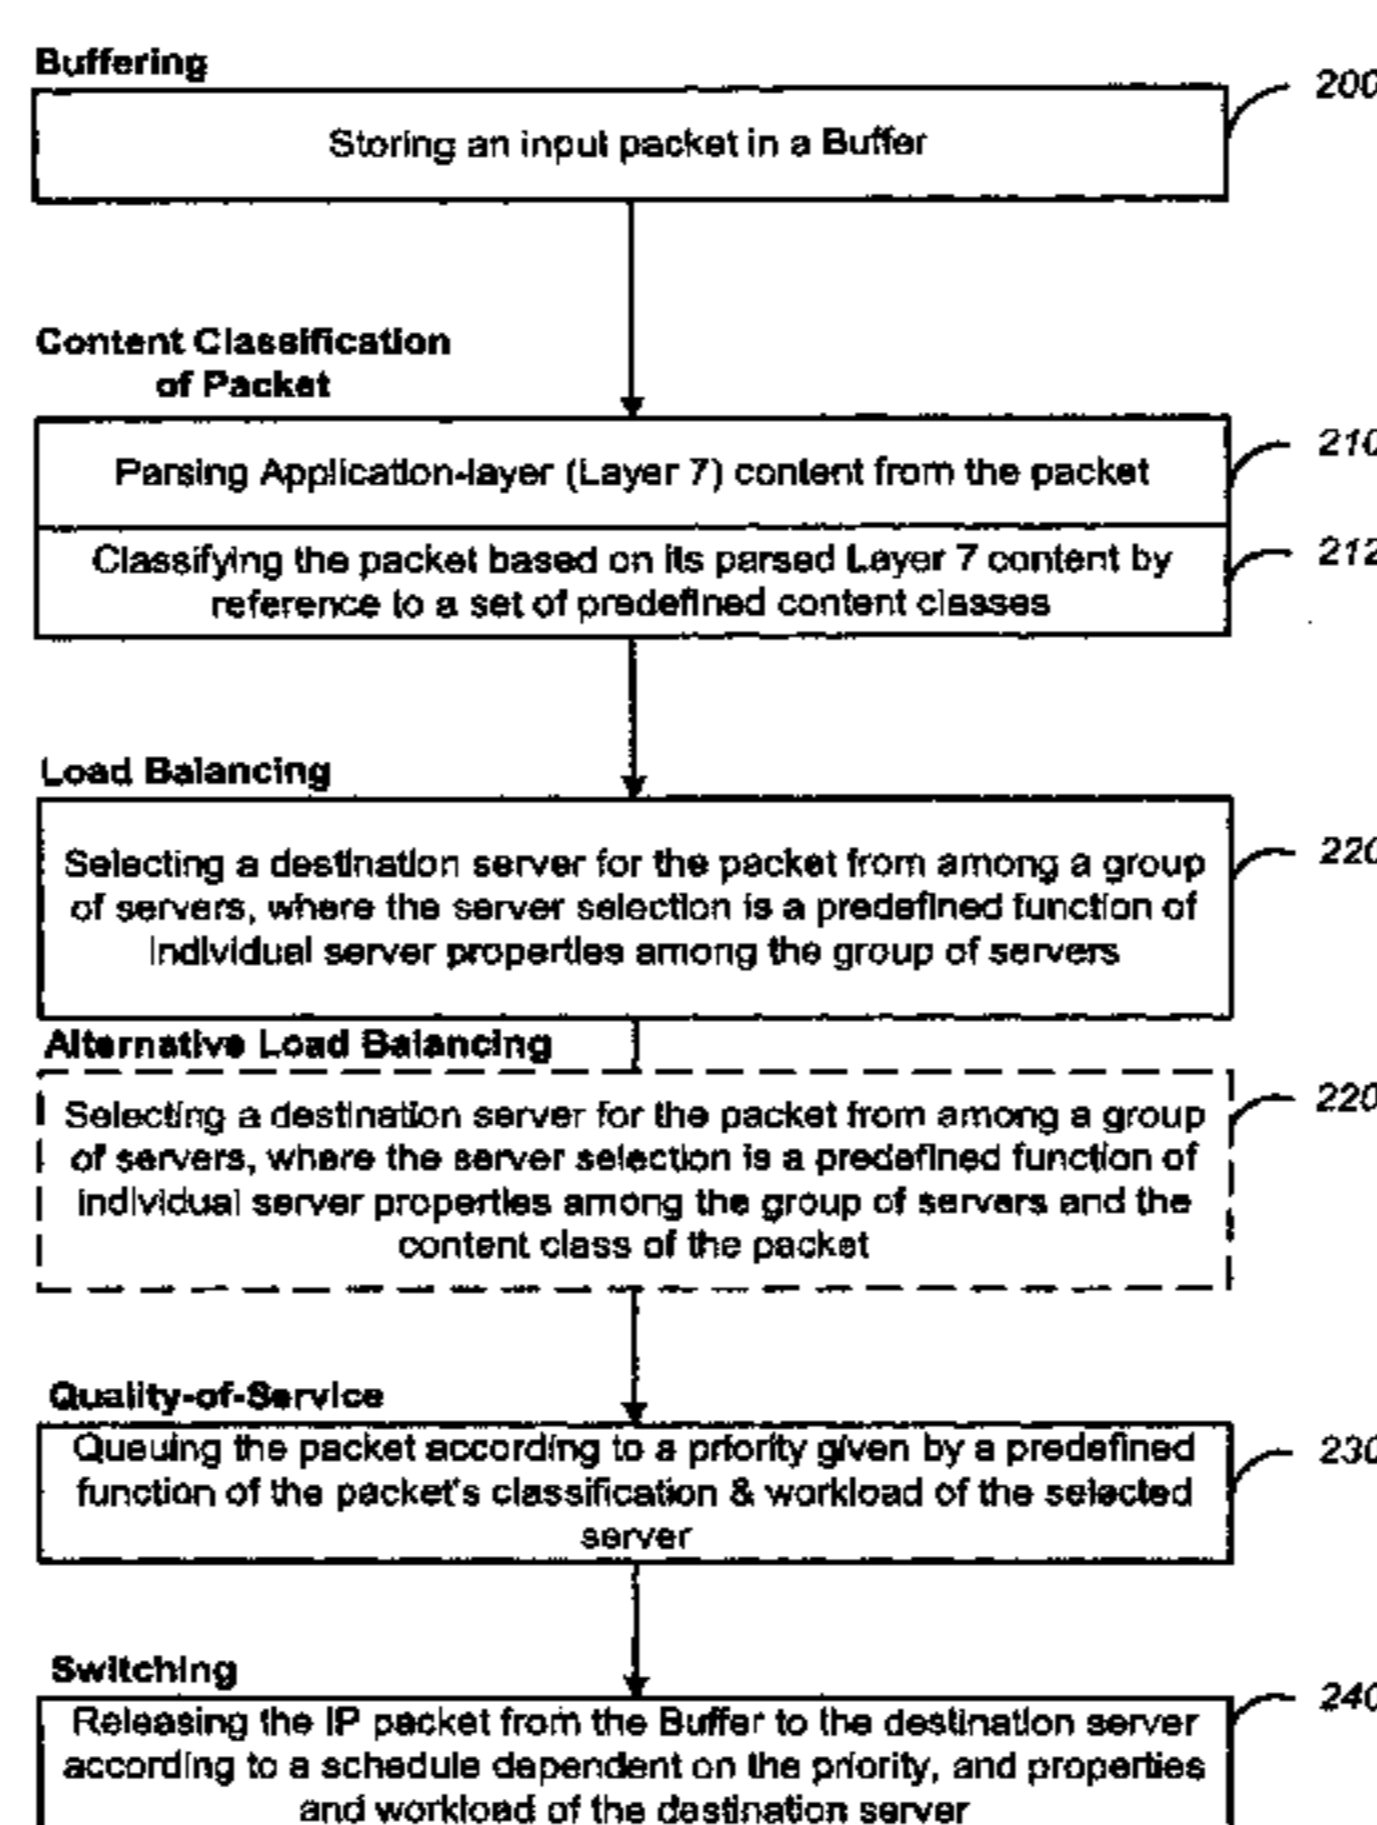 Buffering
200
Storing an input packet in a Buffer
Content Classification
of Packet
210
Parsing Application-layer (Layer 7) content from the packet
212
Classifying the packet based on its parsed Layer 7 content by
reference to a set of predefined content classes
Load Balancing
220
Selecting a destination server for the packet from among a group
of servers, where the server selection is a predefined function of
individual server properties among the group of servers
Alternative Load Balancing
220
Selecting a destination server for the packet from among a group
of servers, where the server selection is a predefined function of
individual server properties among the group of servers and the
content class of the packet
Quality-of-Service
230
Queuing the packet according to a priority given by a predefined
function of the packet's classification & workload of the selected
server
Switching
240
Releasing the IP packet from the Buffer to the destination server
according to a schedule dependent on the priority, and properties
and workload of the destination server